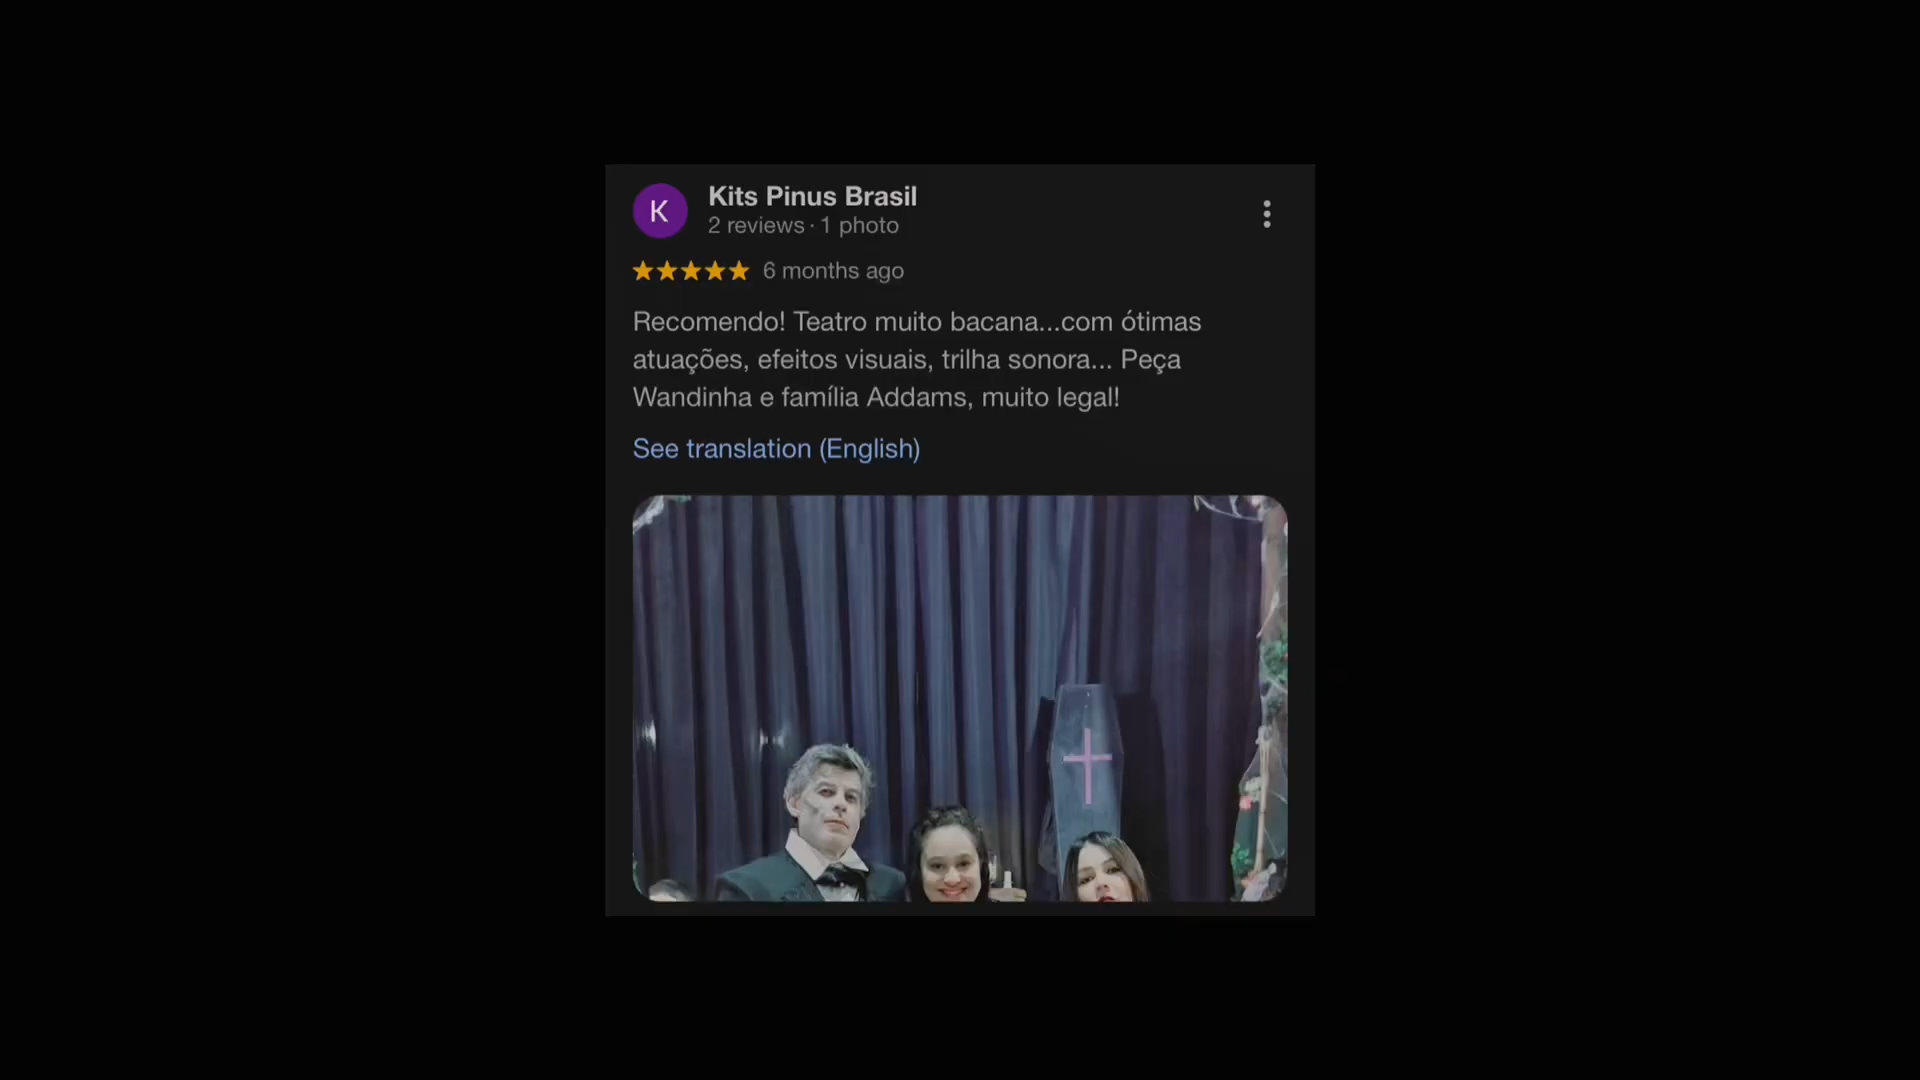 K
Kits Pinus Brasil
2 reviews · 1 photo
6 months ago
Recomendo! Teatro muito bacana...com ótimas
atuações, efeitos visuais, trilha sonora... Peça
Wandinha e família Addams, muito legal!
See translation (English)